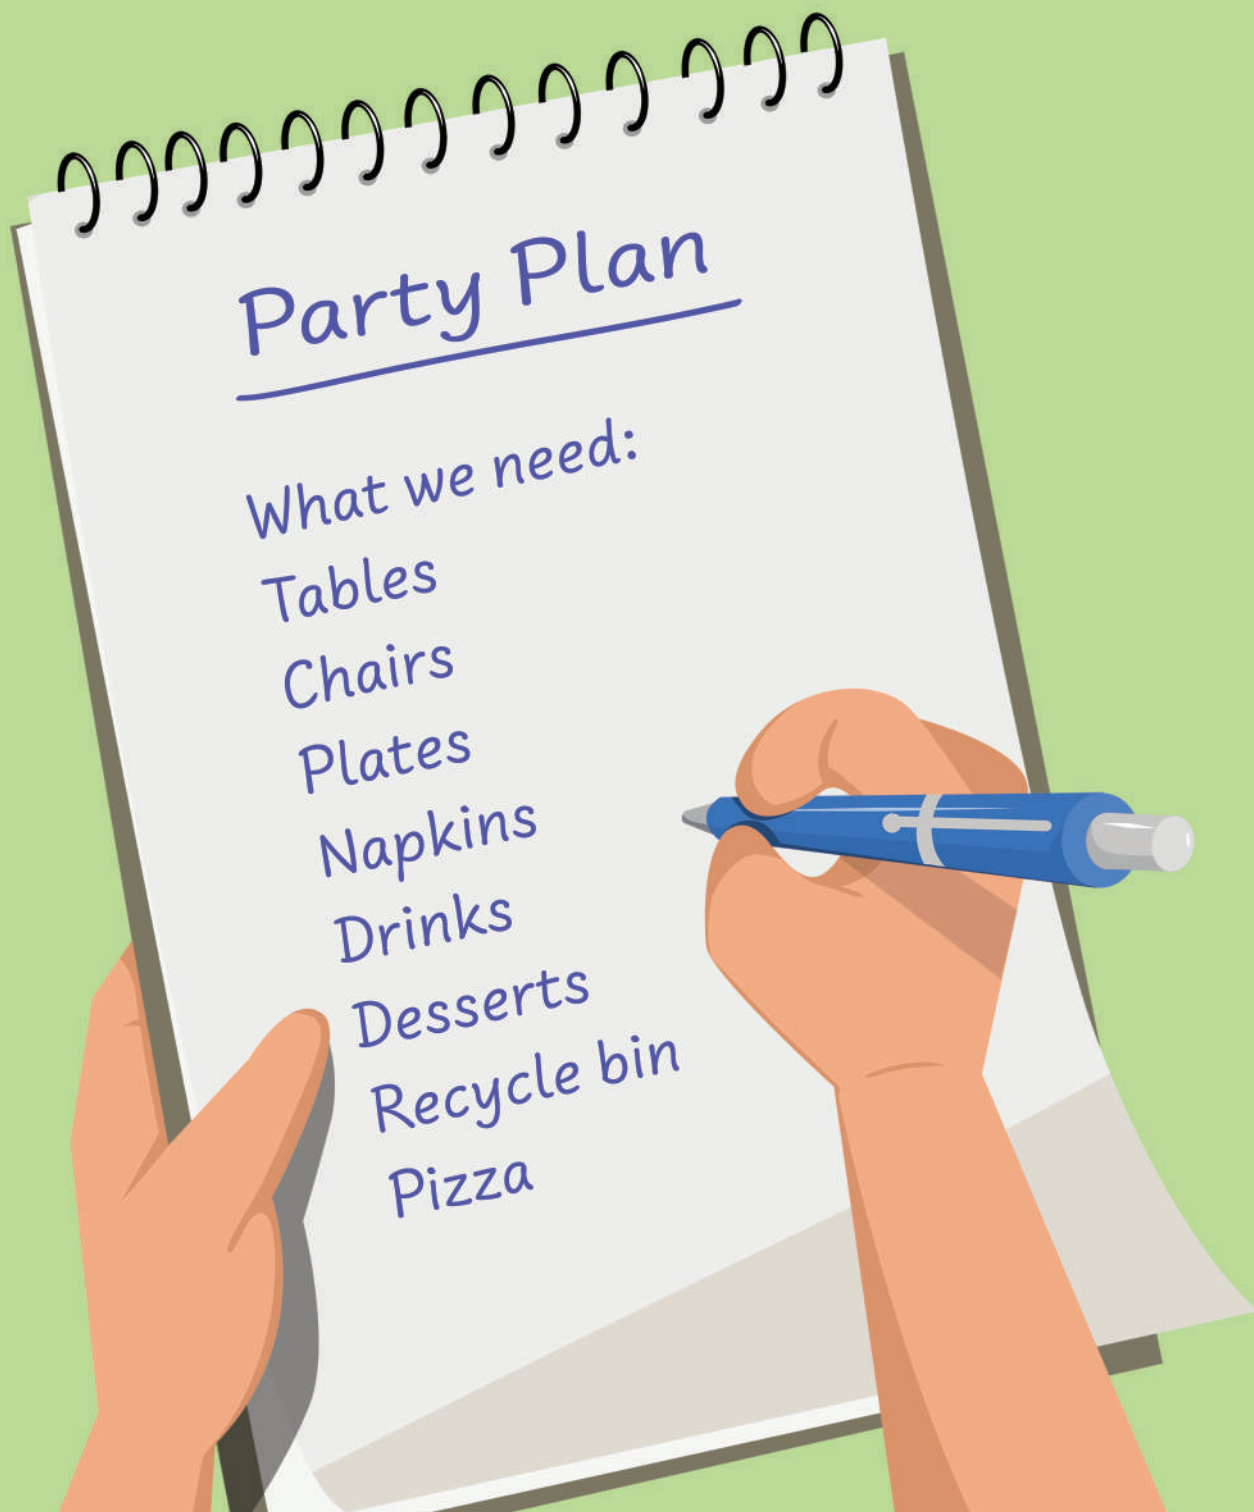 Party Plan
What we need:
Tables
Chairs
Plates
Napkins
Drinks
Desserts
Recycle bin
Pizza